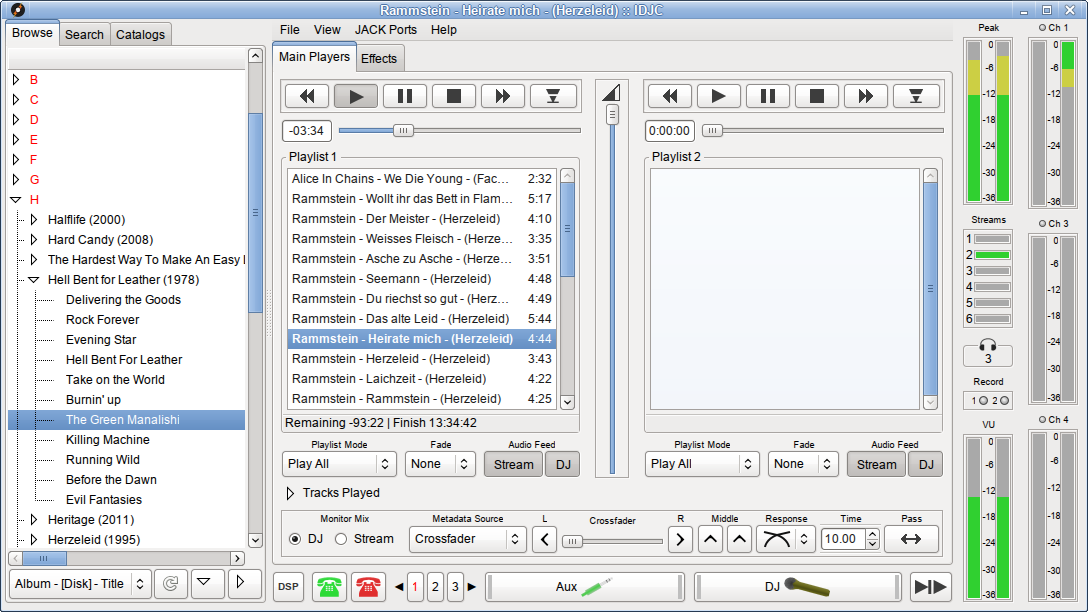 Rammstein - Heirate mich - (Herzeleid) :: IDJC
Browse
Search
Catalogs
B
C
D
E
F
G
H
Halflife (2000)
Hard Candy (2008)
The Hardest Way To Make An Easy
Hell Bent for Leather (1978)
Delivering the Goods
Rock Forever
Evening Star
Hell Bent For Leather
Take on the World
Burnin' up
The Green Manalishi
Killing Machine
Running Wild
Before the Dawn
Evil Fantasies
Heritage (2011)
Herzeleid (1995)
Album - [Disk] - Title
File View JACK Ports Help
Main Players
Effects
-03:34
Playlist 1
Alice In Chains - We Die Young - (Fac... 2:32
Rammstein - Wollt ihr das Bett in Flam... 5:17
Rammstein - Der Meister - (Herzeleid) 4:10
Rammstein - Weisses Fleisch - (Herze... 3:35
Rammstein - Asche zu Asche - (Herze... 3:51
Rammstein - Seemann - (Herzeleid) 4:48
Rammstein - Du riechst so gut - (Herz... 4:49
Rammstein - Das alte Leid - (Herzeleid) 5:44
Rammstein - Heirate mich - (Herzeleid) 4:44
Rammstein - Herzeleid - (Herzeleid) 3:43
Rammstein - Laichzeit - (Herzeleid) 4:22
Rammstein - Rammstein - (Herzeleid) 4:25
Remaining -93:22 | Finish 13:34:42
Playlist Mode Fade Audio Feed
Play All None Stream DJ
0:00:00
Playlist 2
Playlist Mode Fade Audio Feed
Play All None Stream DJ
Tracks Played
Monitor Mix Metadata Source L Crossfader R Middle Response Time Pass
DJ Stream Crossfader 10.00
DSP 1 2 3 Aux DJ
Peak
0
-6
-12
-18
-24
-30
-36
Streams
1
2
3
4
5
6
3
Record
1 2
VU
0
-6
-12
-18
-24
-30
-36
Ch 1
0
-6
-12
-18
-24
-30
-36
Ch 3
0
-6
-12
-18
-24
-30
-36
Ch 4
0
-6
-12
-18
-24
-30
-36